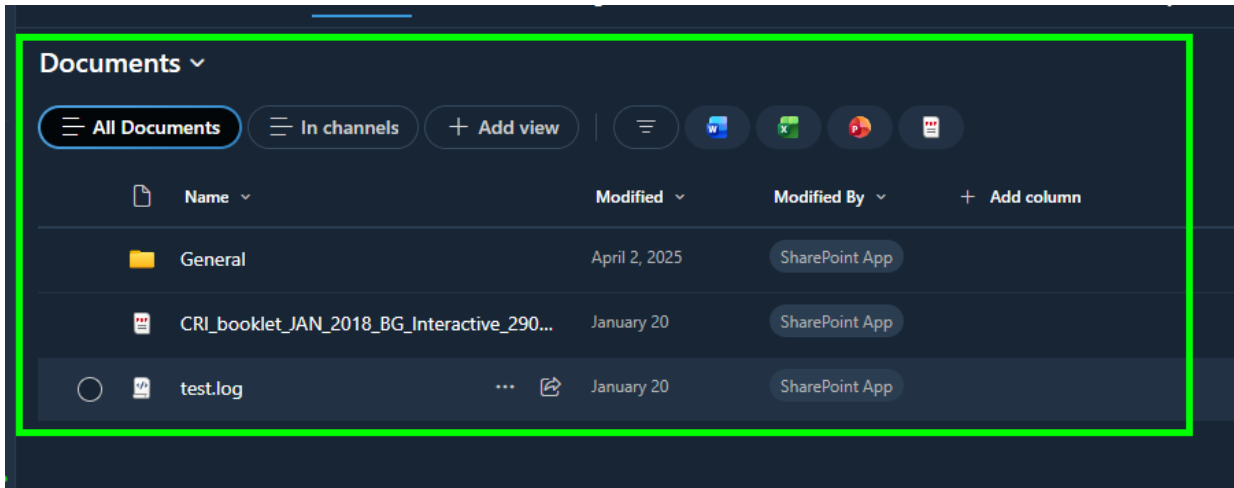 Documents
All Documents In channels + Add view
Name Modified Modified By + Add column
General April 2, 2025 SharePoint App
CRI_booklet_JAN_2018_BG_Interactive_290... January 20 SharePoint App
test.log ... January 20 SharePoint App